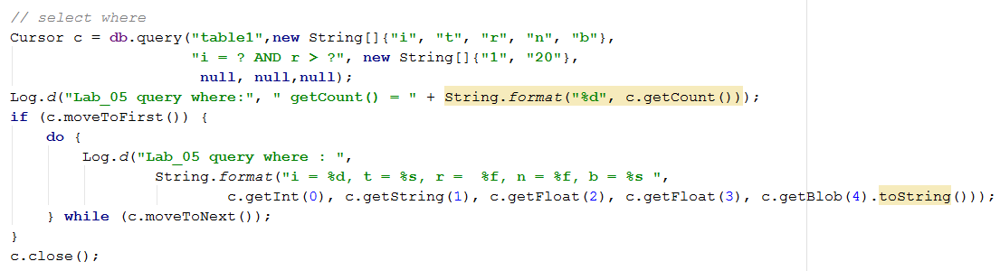 // select where
Cursor c = db.query("table1",new String[]{"i", "t", "r", "n", "b"},
"i = ? AND r > ?", new String[]{"1", "20"},
null, null,null);
Log.d("Lab_05 query where:", " getCount() = " + String.format("%d", c.getCount()));
if (c.moveToFirst()) {
do {
Log.d("Lab_05 query where : ",
String.format("i = %d, t = %s, r =  %f, n = %f, b = %s ",
c.getInt(0), c.getString(1), c.getFloat(2), c.getFloat(3), c.getBlob(4).toString()));
} while (c.moveToNext());
}
c.close();